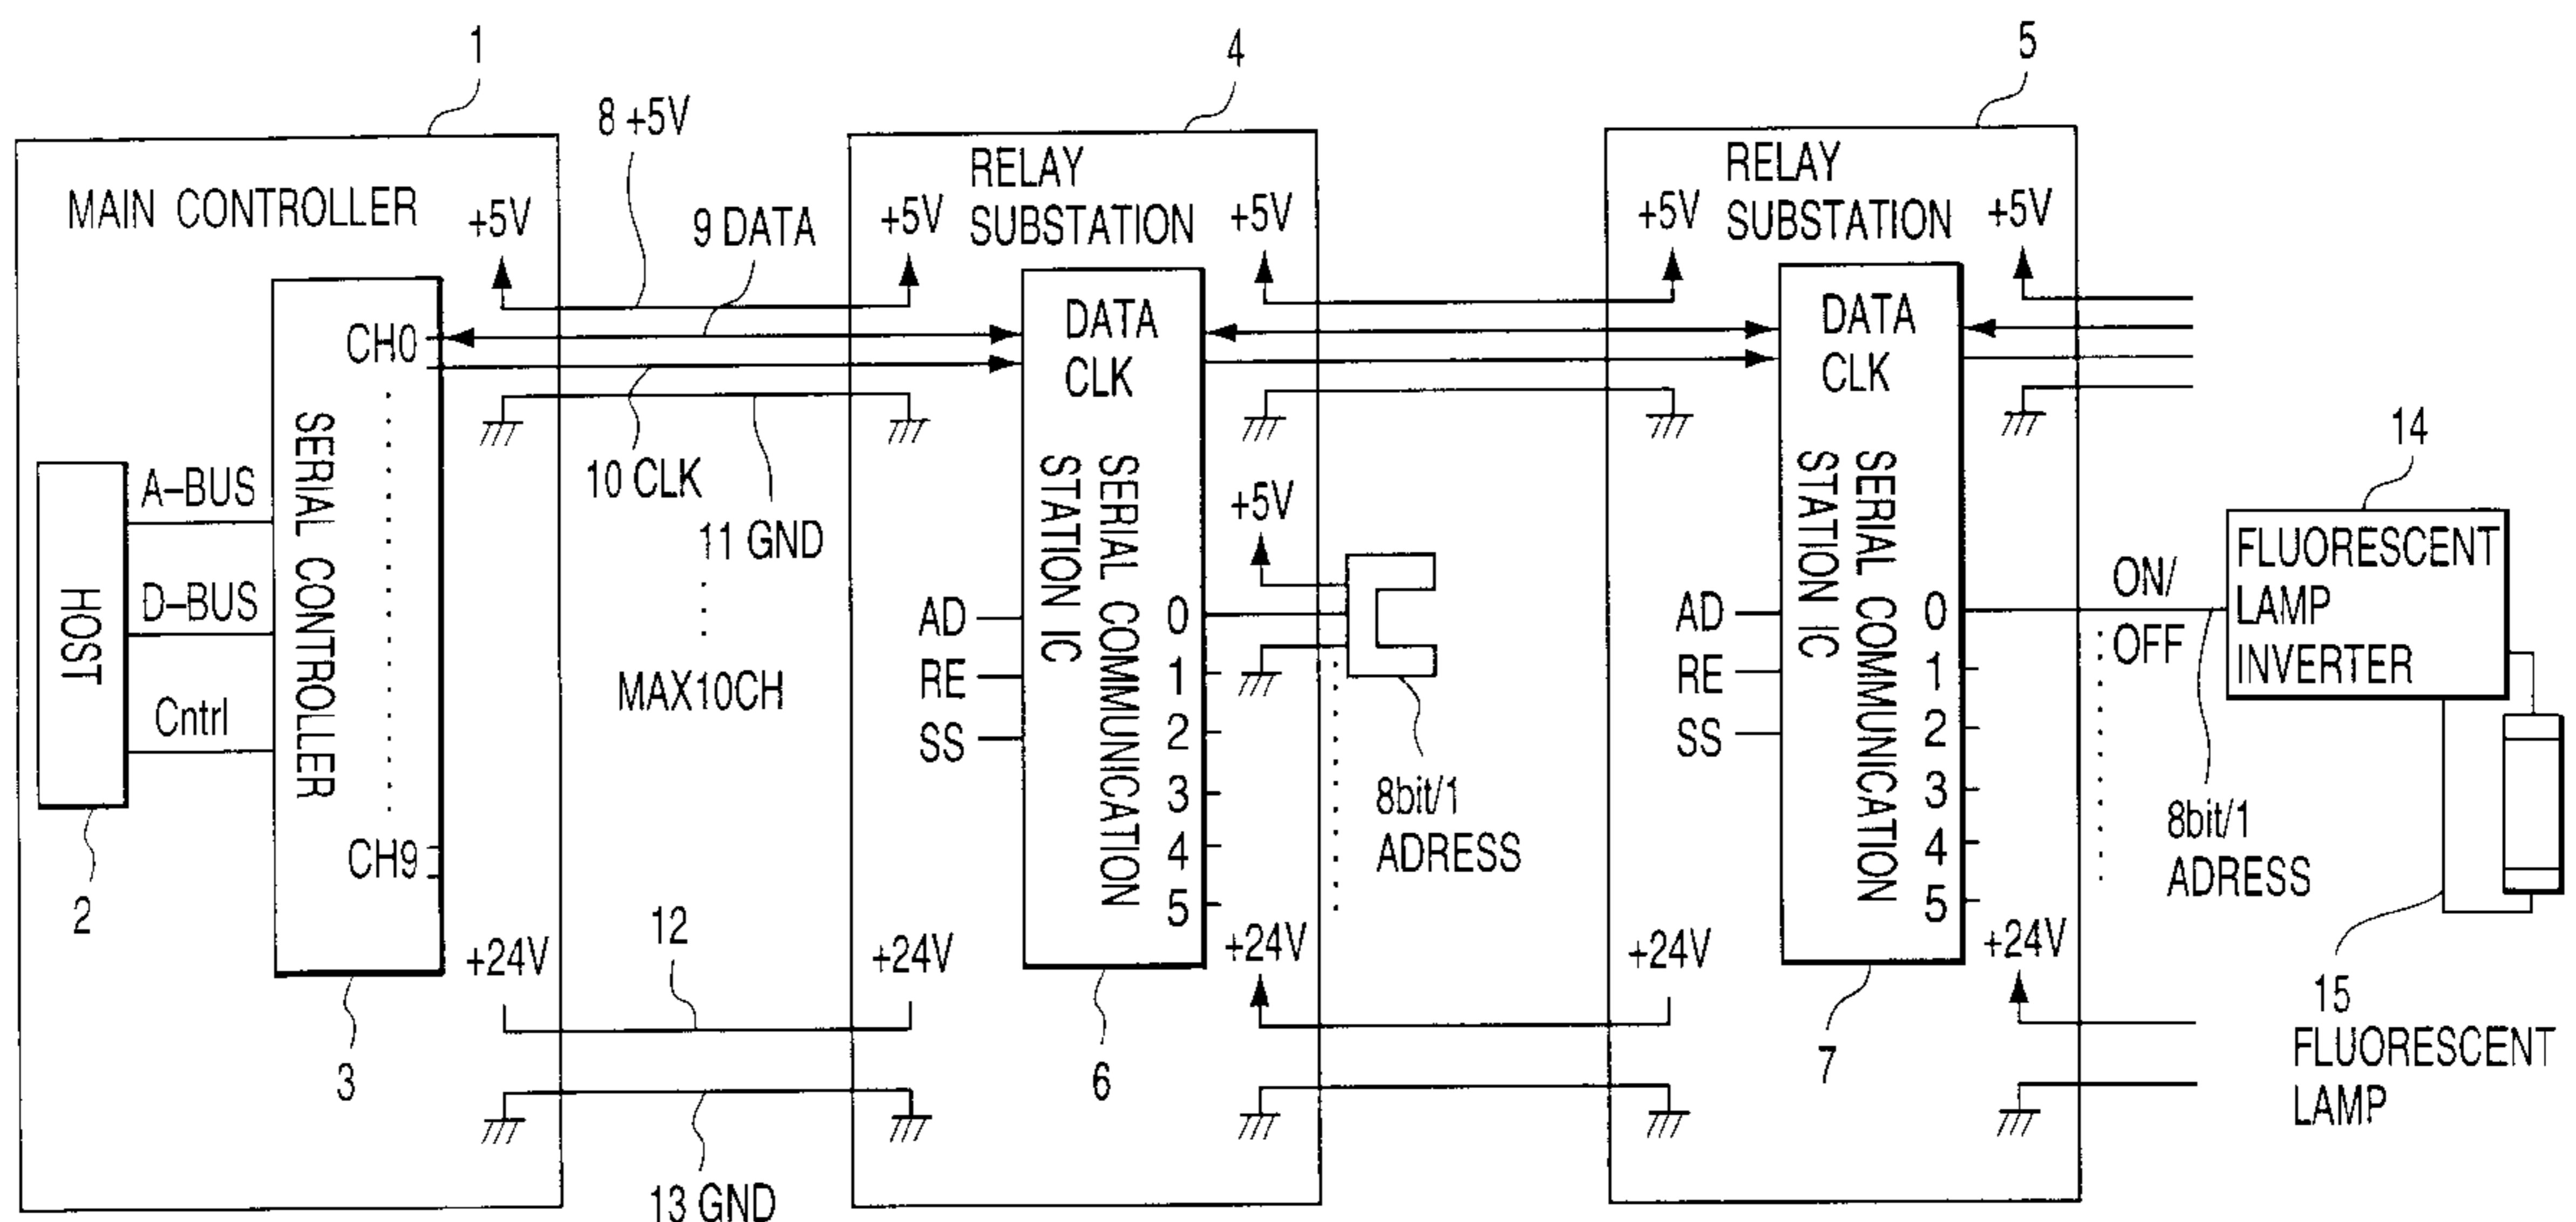 1
4
5
8 +5V
MAIN CONTROLLER
+5V
9 DATA
+5V
RELAY
SUBSTATION
+5V
+5V
RELAY
SUBSTATION
+5V
CH0
SERIAL CONTROLLER
CH9
HOST
A-BUS
D-BUS
Cntrl
2
3
10 CLK
11 GND
MAX10CH
DATA
CLK
SERIAL COMMUNICATION
STATION IC
AD
RE
SS
0
1
2
3
4
5
+5V
8bit/1
ADRESS
DATA
CLK
SERIAL COMMUNICATION
STATION IC
AD
RE
SS
0
1
2
3
4
5
ON/
OFF
8bit/1
ADRESS
14
FLUORESCENT
LAMP
INVERTER
15
FLUORESCENT
LAMP
+24V
12
+24V
+24V
+24V
+24V
6
7
13 GND